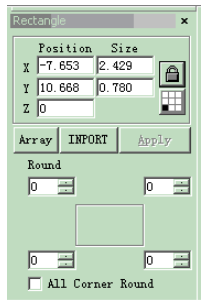 Rectangle ×
Position Size
X -7.653 2.429
Y 10.668 0.780
Z 0
Array INPORT Apply
Round
0 0
0 0
All Corner Round